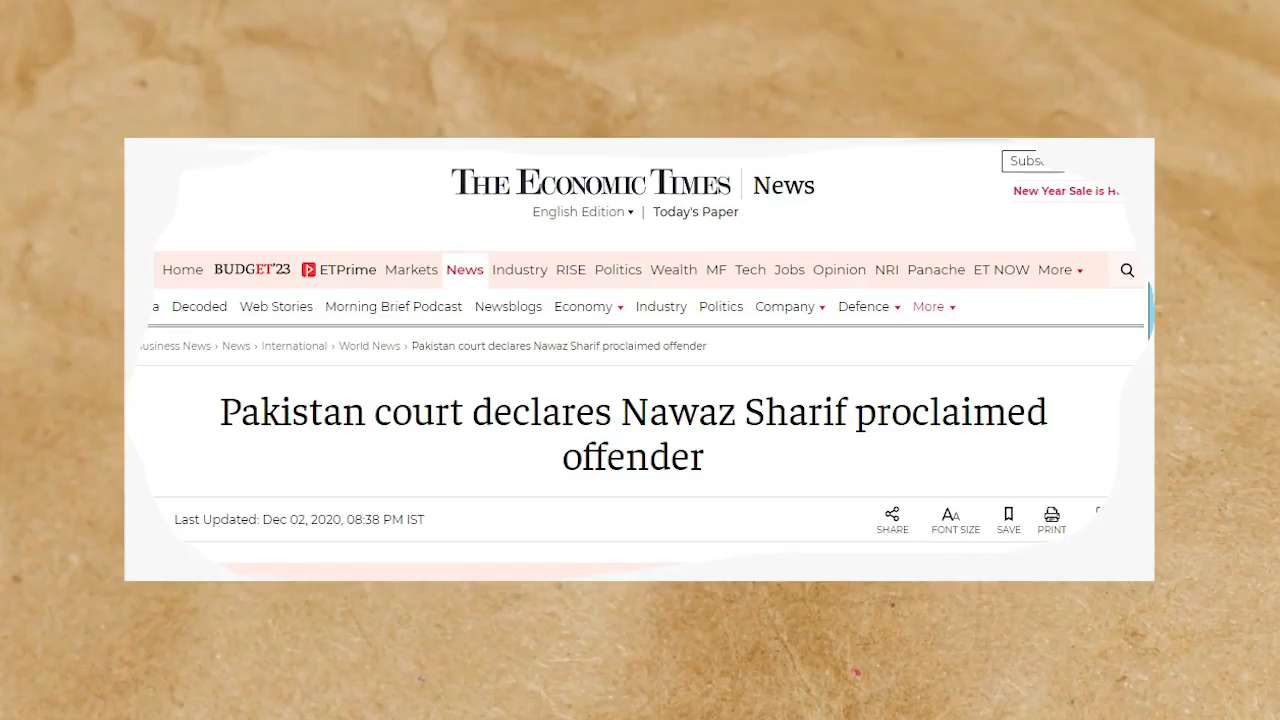 Subs
THE ECONOMIC TIMES | News
New Year Sale is H
English Edition | Today's Paper
Home BUDGET'23 ETPrime Markets News Industry RISE Politics Wealth MF Tech Jobs Opinion NRI Panache ET NOW More
a Decoded Web Stories Morning Brief Podcast Newsblogs Economy Industry Politics Company Defence More
usiness News › News › International › World News › Pakistan court declares Nawaz Sharif proclaimed offender
Pakistan court declares Nawaz Sharif proclaimed
offender
Last Updated: Dec 02, 2020, 08:38 PM IST
SHARE FONT SIZE SAVE PRINT